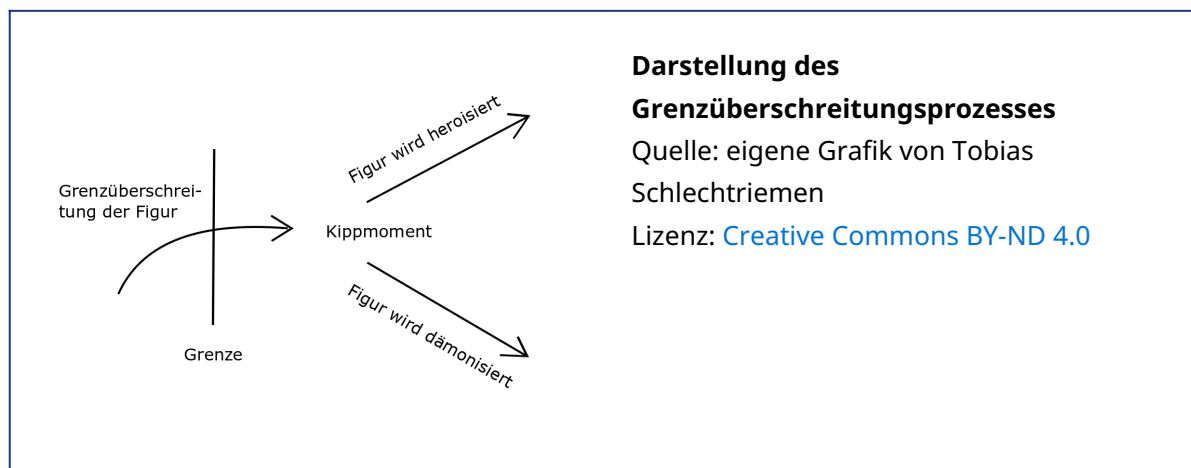 Grenzüberschrei-
tung der Figur
Grenze
Kippmoment
Figur wird heroisiert
Figur wird dämonisiert
Darstellung des
Grenzüberschreitungsprozesses
Quelle: eigene Grafik von Tobias
Schlechtriemen
Lizenz: Creative Commons BY-ND 4.0